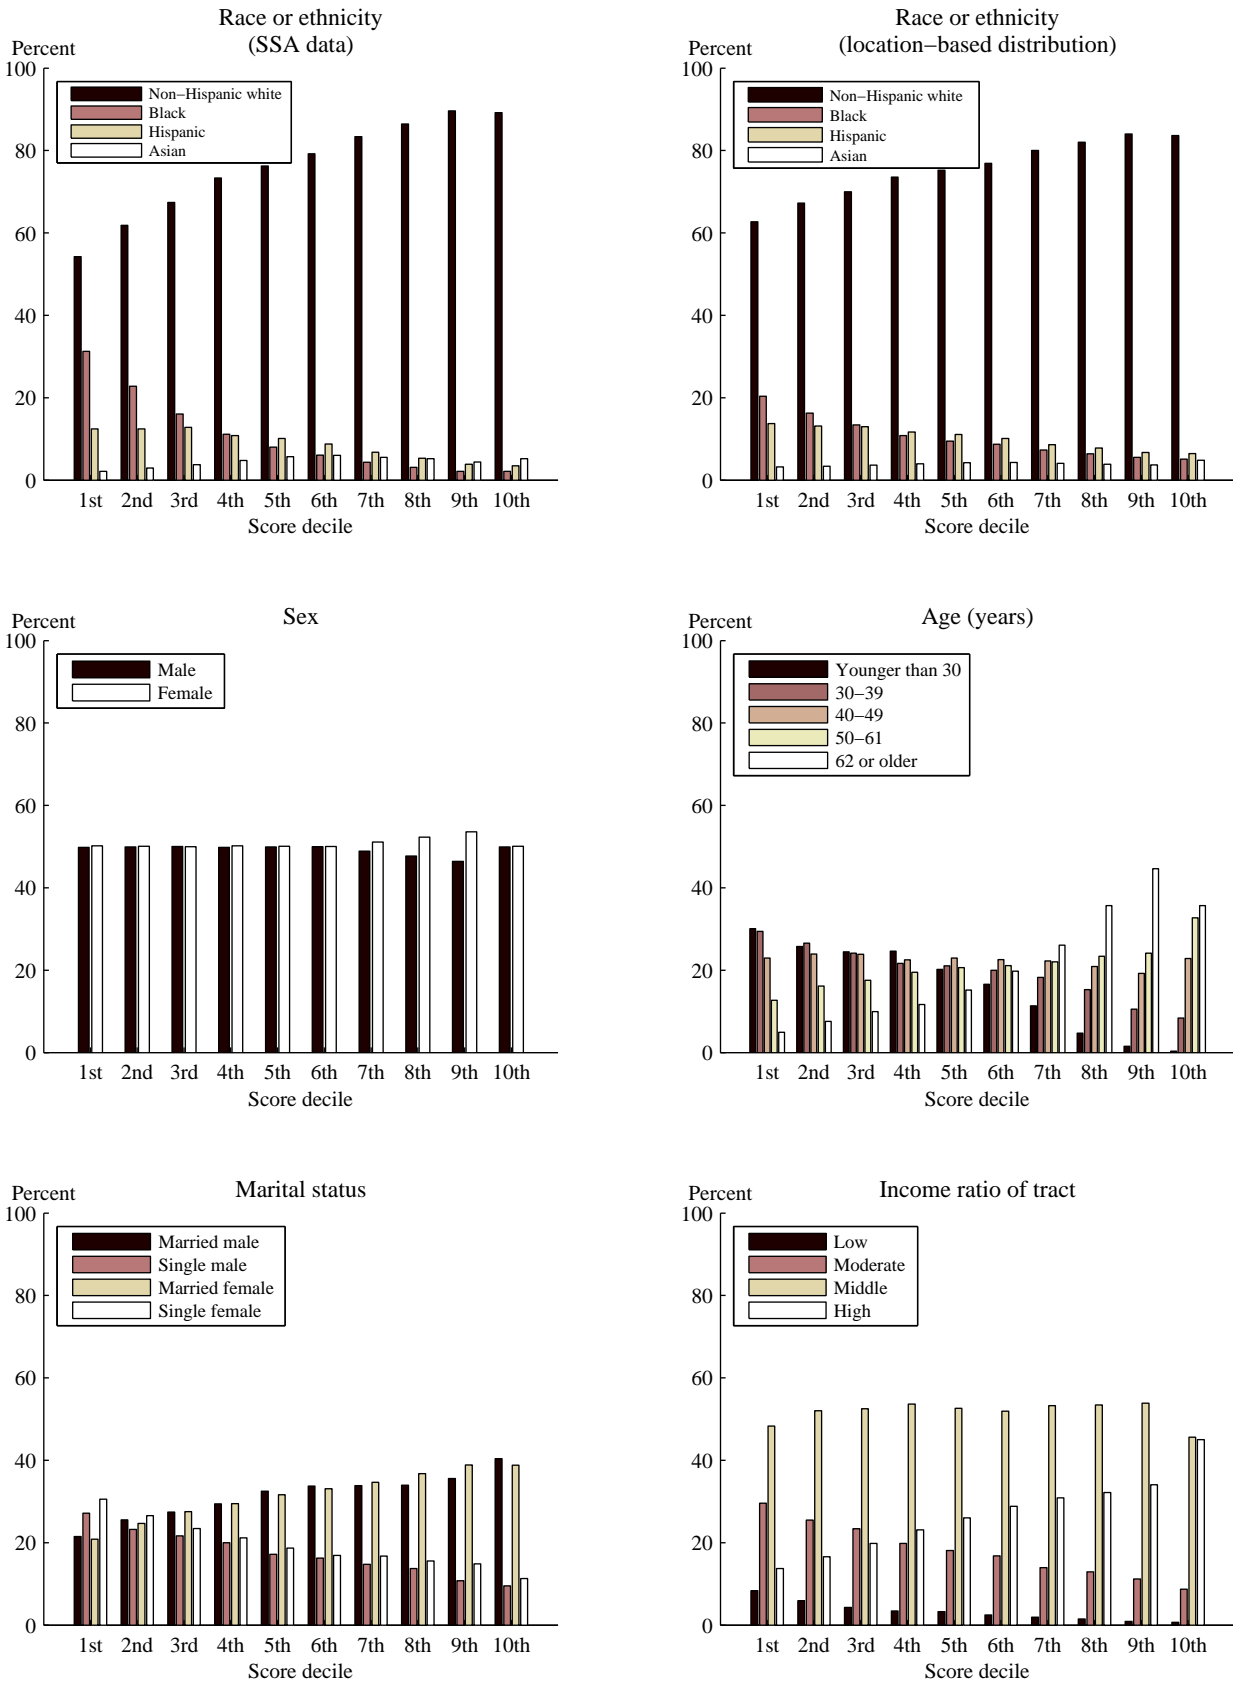 Race or ethnicity
(SSA data)
Percent
100
80
60
40
20
0
Non−Hispanic white
Black
Hispanic
Asian
1st 2nd 3rd 4th 5th 6th 7th 8th 9th 10th
Score decile
Race or ethnicity
(location−based distribution)
Percent
100
80
60
40
20
0
Non−Hispanic white
Black
Hispanic
Asian
1st 2nd 3rd 4th 5th 6th 7th 8th 9th 10th
Score decile
Sex
Percent
100
80
60
40
20
0
Male
Female
1st 2nd 3rd 4th 5th 6th 7th 8th 9th 10th
Score decile
Age (years)
Percent
100
80
60
40
20
0
Younger than 30
30−39
40−49
50−61
62 or older
1st 2nd 3rd 4th 5th 6th 7th 8th 9th 10th
Score decile
Marital status
Percent
100
80
60
40
20
0
Married male
Single male
Married female
Single female
1st 2nd 3rd 4th 5th 6th 7th 8th 9th 10th
Score decile
Income ratio of tract
Percent
100
80
60
40
20
0
Low
Moderate
Middle
High
1st 2nd 3rd 4th 5th 6th 7th 8th 9th 10th
Score decile